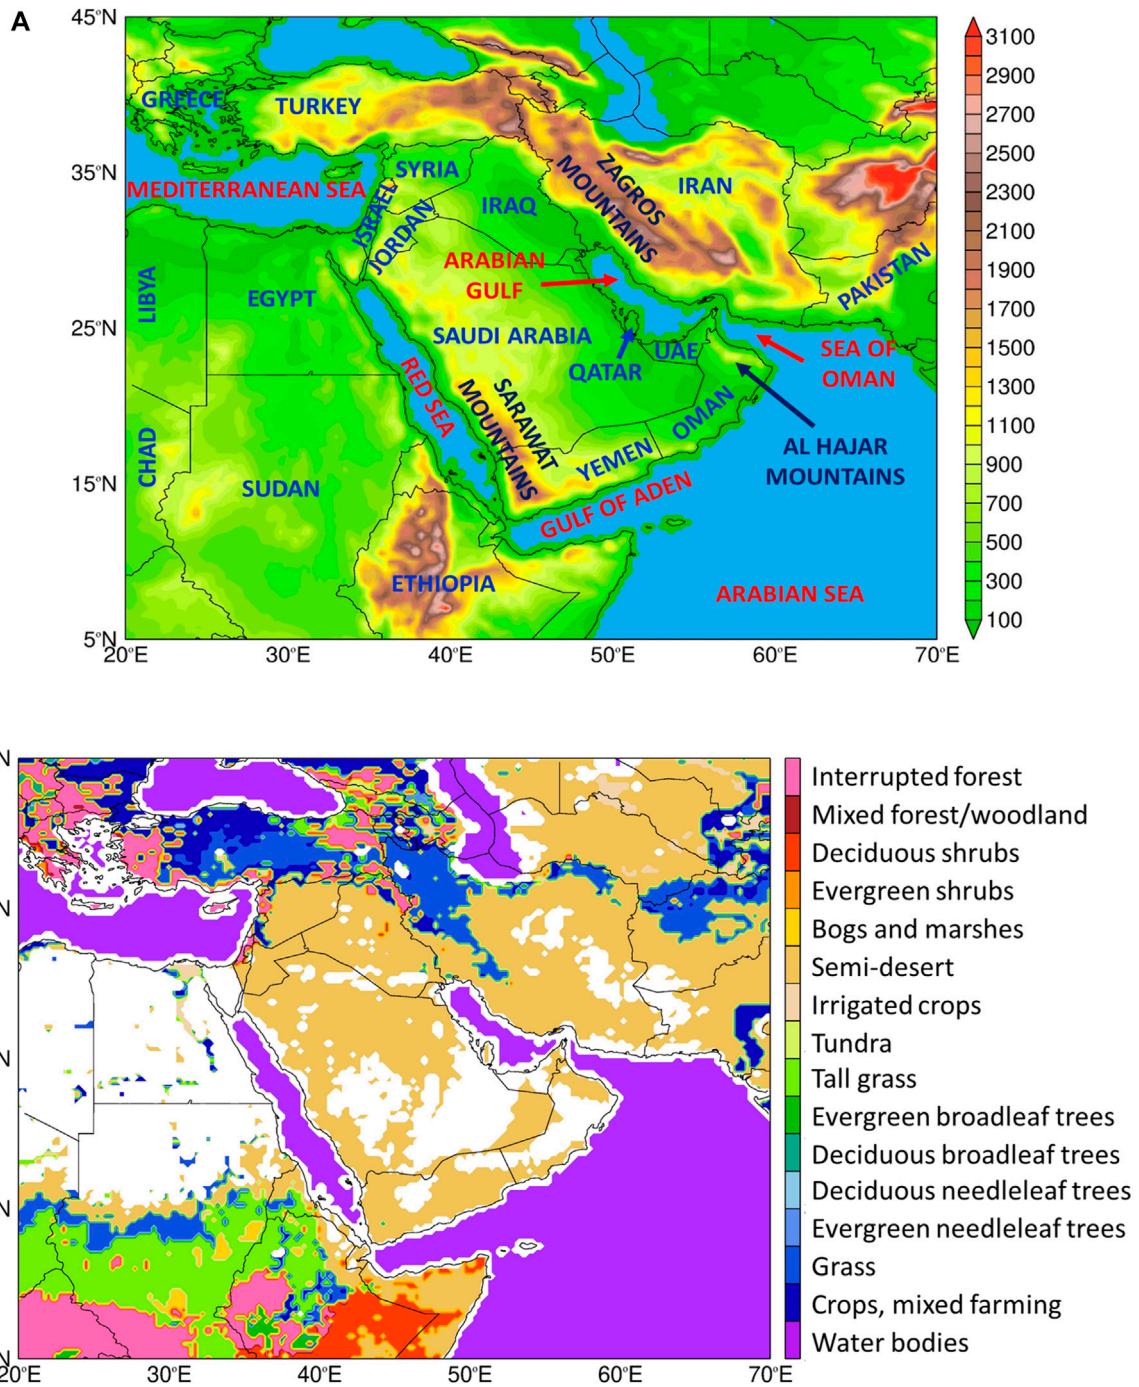 A
45°N
35°N
25°N
15°N
5°N
20°E
30°E
40°E
50°E
60°E
70°E
GREECE
TURKEY
SYRIA
MEDITERRANEAN SEA
ISRAEL
JORDAN
IRAQ
ZAGROS
MOUNTAINS
IRAN
LIBYA
EGYPT
ARABIAN
GULF
PAKISTAN
SAUDI ARABIA
QATAR
UAE
SEA OF
OMAN
RED SEA
SARAWAT
MOUNTAINS
OMAN
CHAD
SUDAN
YEMEN
AL HAJAR
MOUNTAINS
GULF OF ADEN
ETHIOPIA
ARABIAN SEA
3100
2900
2700
2500
2300
2100
1900
1700
1500
1300
1100
900
700
500
300
100
N
N
N
N
N
20°E
30°E
40°E
50°E
60°E
70°E
Interrupted forest
Mixed forest/woodland
Deciduous shrubs
Evergreen shrubs
Bogs and marshes
Semi-desert
Irrigated crops
Tundra
Tall grass
Evergreen broadleaf trees
Deciduous broadleaf trees
Deciduous needleleaf trees
Evergreen needleleaf trees
Grass
Crops, mixed farming
Water bodies